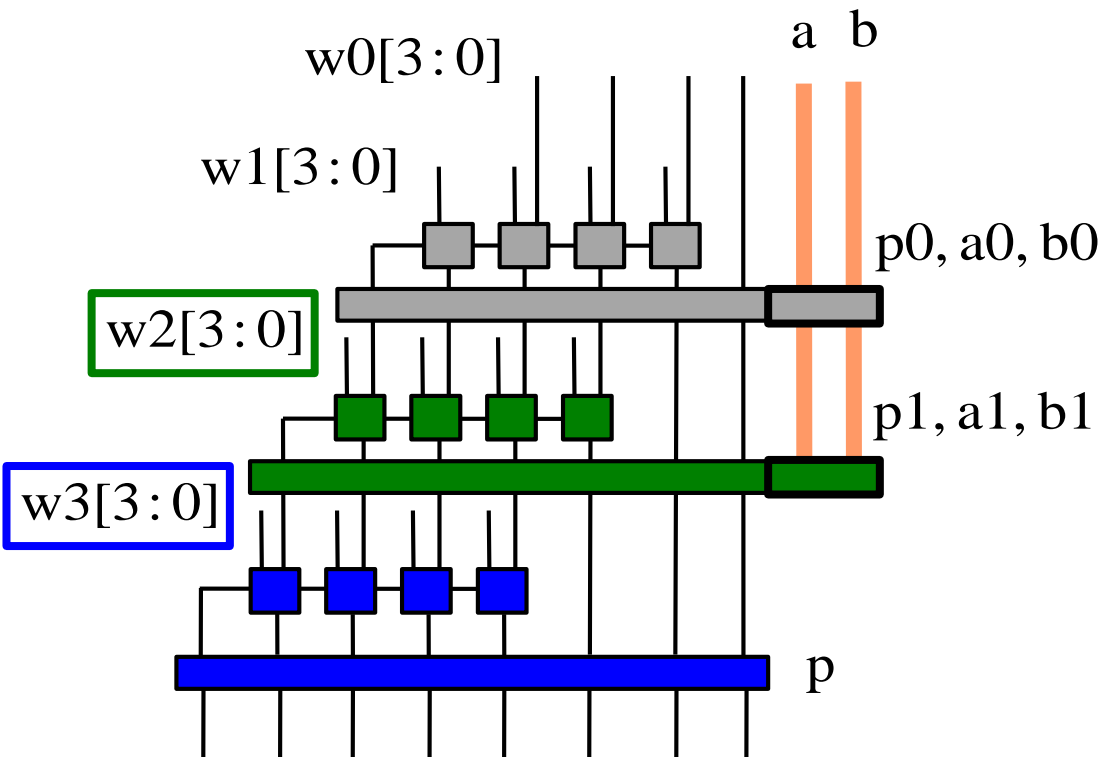 a b
w0[3:0]
w1[3:0]
p0, a0, b0
w2[3:0]
p1, a1, b1
w3[3:0]
p